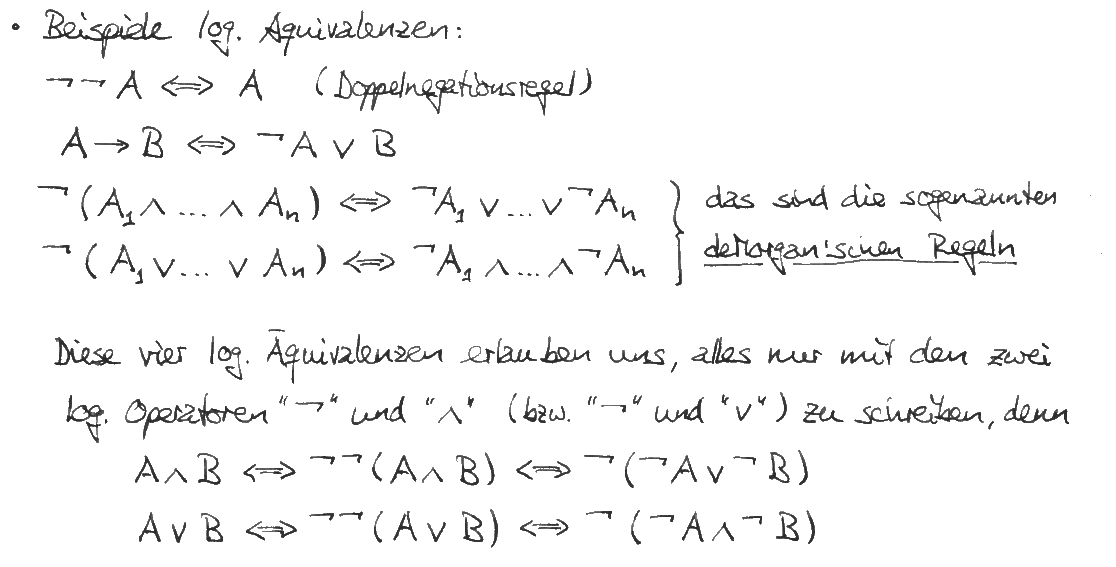 • Beispiele log. Äquivalenzen:
¬¬A ⟺ A (Doppelnegationsregel)
A → B ⟺ ¬A ∨ B
¬(A₁ ∧ ... ∧ Aₙ) ⟺ ¬A₁ ∨ ... ∨ ¬Aₙ } das sind die sogenannten
¬(A₁ ∨ ... ∨ Aₙ) ⟺ ¬A₁ ∧ ... ∧ ¬Aₙ } deMorgan'schen Regeln
Diese vier log. Äquivalenzen erlauben uns, alles nur mit den zwei
log. Operatoren "¬" und "∧" (bzw. "¬" und "∨") zu schreiben, denn
A ∧ B ⟺ ¬¬(A ∧ B) ⟺ ¬(¬A ∨ ¬B)
A ∨ B ⟺ ¬¬(A ∨ B) ⟺ ¬(¬A ∧ ¬B)